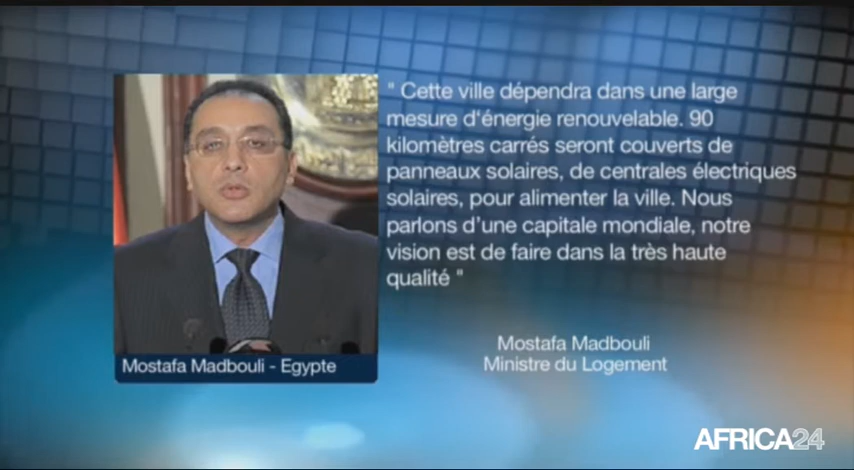 " Cette ville dépendra dans une large
mesure d'énergie renouvelable. 90
kilomètres carrés seront couverts de
panneaux solaires, de centrales électriques
solaires, pour alimenter la ville. Nous
parlons d'une capitale mondiale, notre
vision est de faire dans la très haute
qualité "
Mostafa Madbouli
Ministre du Logement
Mostafa Madbouli - Egypte
AFRICA24